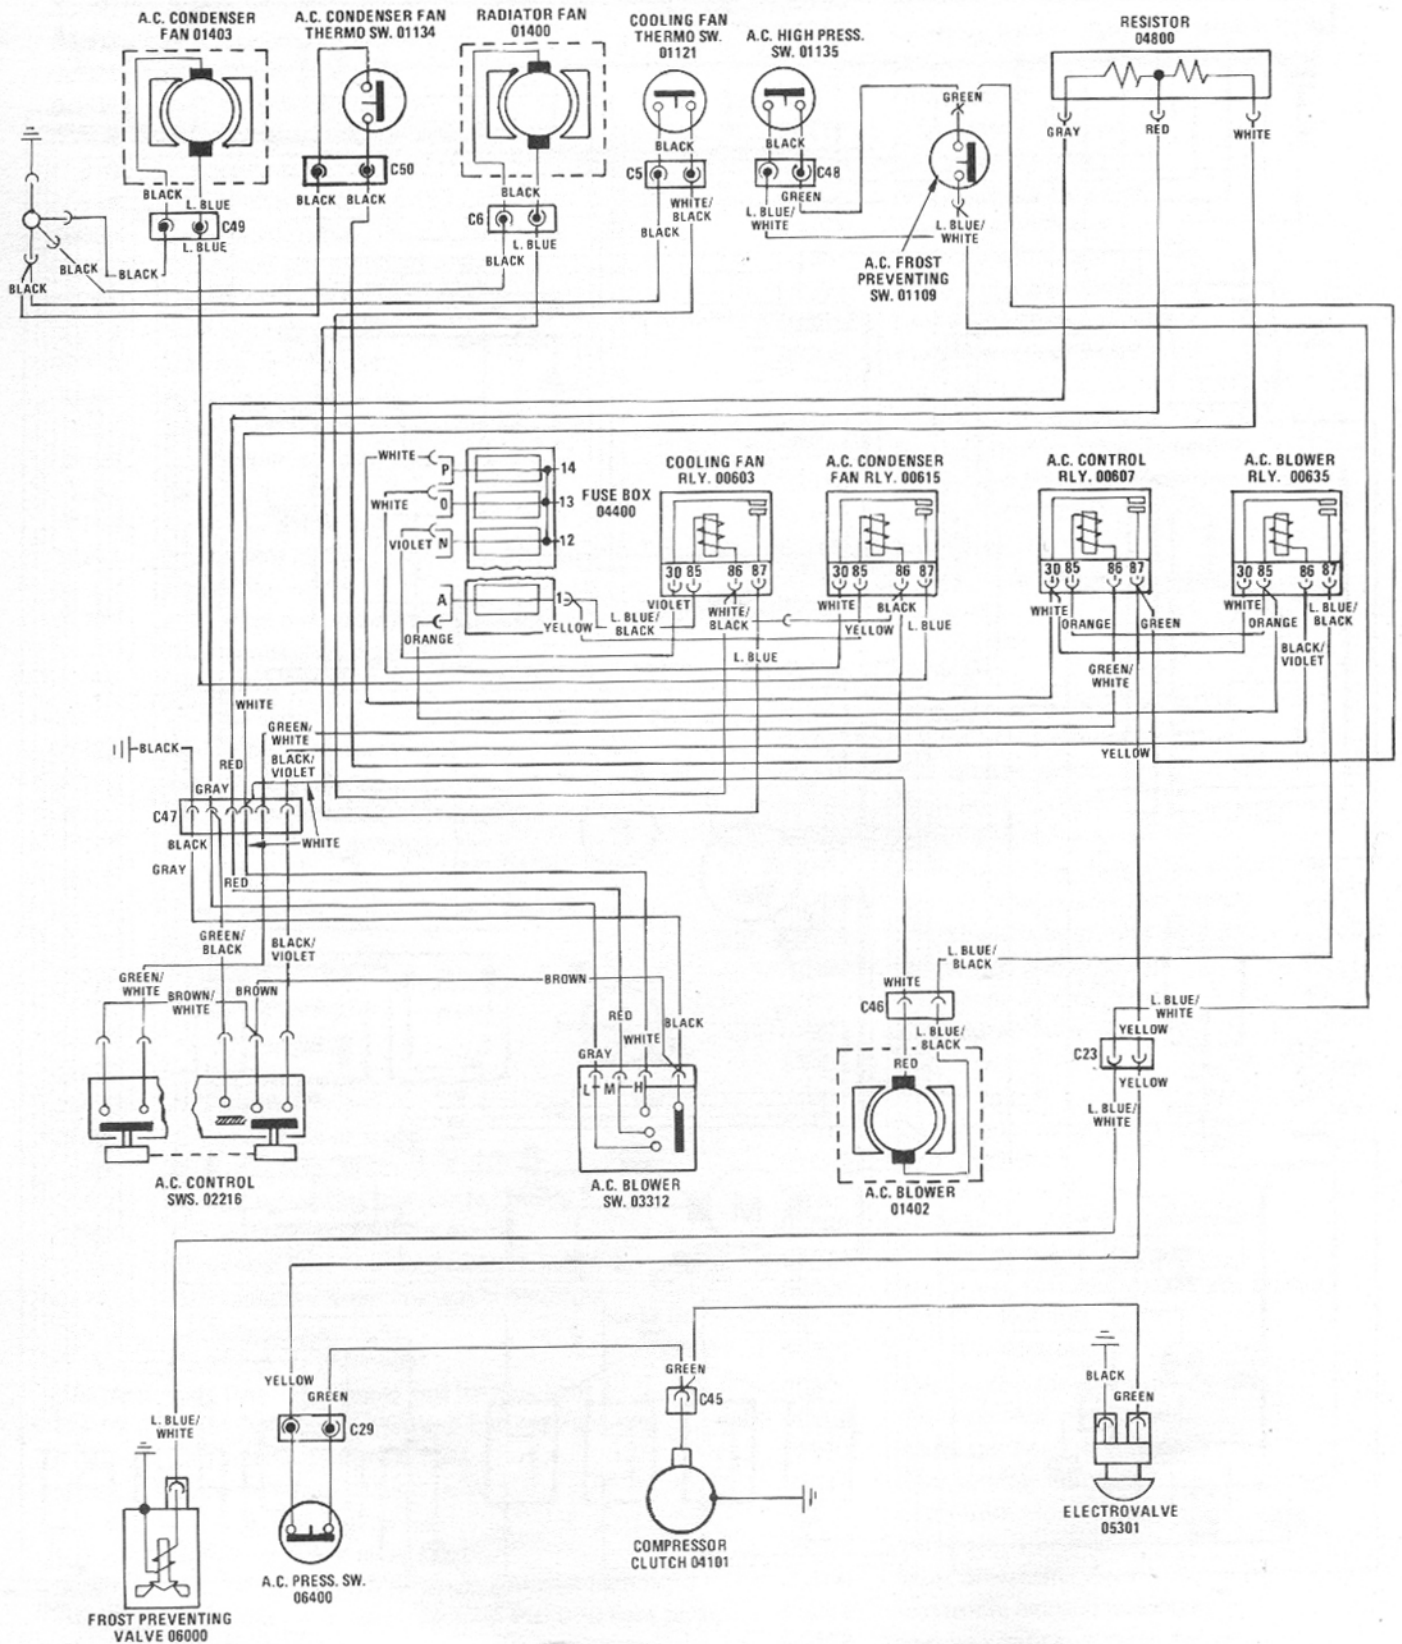 A.C. CONDENSER
FAN 01403
A.C. CONDENSER FAN
THERMO SW. 01134
RADIATOR FAN
01400
COOLING FAN
THERMO SW.
01121
A.C. HIGH PRESS.
SW. 01135
RESISTOR
04800
GREEN
GRAY
RED
WHITE
BLACK
BLACK
C50
C5
C48
BLACK
L. BLUE
BLACK
BLACK
BLACK
WHITE/
BLACK
GREEN
L. BLUE/
WHITE
C49
L. BLUE
C6
L. BLUE
BLACK
BLACK
L. BLUE/
WHITE
BLACK
BLACK
BLACK
A.C. FROST
PREVENTING
SW. 01109
WHITE
P
14
WHITE
O
13
VIOLET
N
12
FUSE BOX
04400
A
1
ORANGE
YELLOW
COOLING FAN
RLY. 00603
A.C. CONDENSER
FAN RLY. 00615
A.C. CONTROL
RLY. 00607
A.C. BLOWER
RLY. 00635
30 85 86 87
30 85 86 87
30 85 86 87
30 85 86 87
L. BLUE/
BLACK
VIOLET
WHITE/
BLACK
L. BLUE
WHITE
YELLOW
BLACK
L. BLUE
WHITE
ORANGE
GREEN/
WHITE
GREEN
WHITE
ORANGE
BLACK/
VIOLET
L. BLUE/
BLACK
WHITE
GREEN/
WHITE
BLACK
RED
BLACK/
VIOLET
YELLOW
GRAY
C47
BLACK
WHITE
GRAY
RED
GREEN/
BLACK
BLACK/
VIOLET
GREEN/
WHITE
BROWN/
WHITE
BROWN
BROWN
L. BLUE/
BLACK
WHITE
C46
L. BLUE/
BLACK
RED
L. BLUE/
WHITE
YELLOW
C23
YELLOW
L. BLUE/
WHITE
RED
WHITE
BLACK
GRAY
L M H
A.C. CONTROL
SWS. 02216
A.C. BLOWER
SW. 03312
A.C. BLOWER
01402
YELLOW
GREEN
C29
GREEN
C45
BLACK
GREEN
L. BLUE/
WHITE
ELECTROVALVE
05301
COMPRESSOR
CLUTCH 04101
A.C. PRESS. SW.
06400
FROST PREVENTING
VALVE 06000